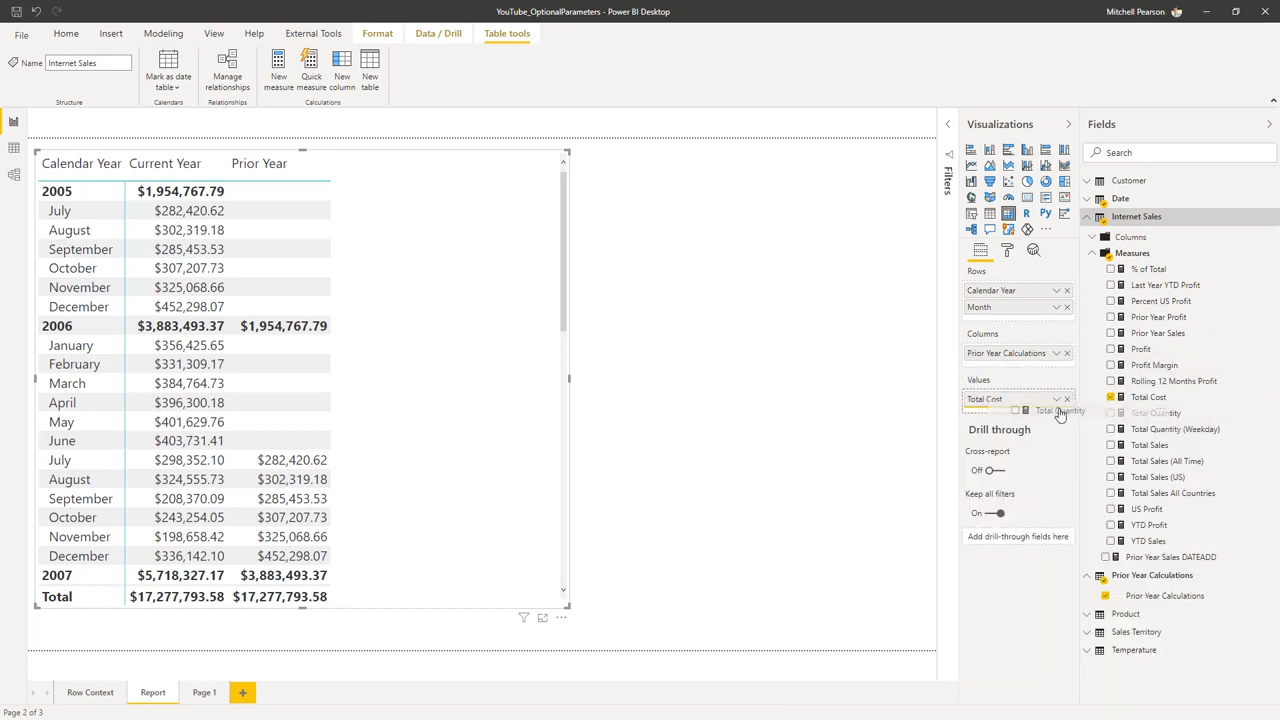 YouTube_OptionalParameters - Power BI Desktop
Mitchell Pearson
File
Home
Insert
Modeling
View
Help
External Tools
Format
Data / Drill
Table tools
Name
Internet Sales
Mark as date table
Manage relationships
New measure
Quick measure
New column
New table
Structure
Calendars
Relationships
Calculations
Calendar Year Current Year Prior Year
2005 $1,954,767.79
July $282,420.62
August $302,319.18
September $285,453.53
October $307,207.73
November $325,068.66
December $452,298.07
2006 $3,883,493.37 $1,954,767.79
January $356,425.65
February $331,309.17
March $384,764.73
April $396,300.18
May $401,629.76
June $403,731.41
July $298,352.10 $282,420.62
August $324,555.73 $302,319.18
September $208,370.09 $285,453.53
October $243,254.05 $307,207.73
November $198,658.42 $325,068.66
December $336,142.10 $452,298.07
2007 $5,718,327.17 $3,883,493.37
Total $17,277,793.58 $17,277,793.58
Filters
Visualizations
R
Py
Rows
Calendar Year
Month
Columns
Prior Year Calculations
Values
Total Cost
Total Quantity
Drill through
Cross-report
Off
Keep all filters
On
Add drill-through fields here
Fields
Search
Customer
Date
Internet Sales
Columns
Measures
% of Total
Last Year YTD Profit
Percent US Profit
Prior Year Profit
Prior Year Sales
Profit
Profit Margin
Rolling 12 Months Profit
Total Cost
Total Quantity
Total Quantity (Weekday)
Total Sales
Total Sales (All Time)
Total Sales (US)
Total Sales All Countries
US Profit
YTD Profit
YTD Sales
Prior Year Sales DATEADD
Prior Year Calculations
Prior Year Calculations
Product
Sales Territory
Temperature
Row Context
Report
Page 1
Page 2 of 3